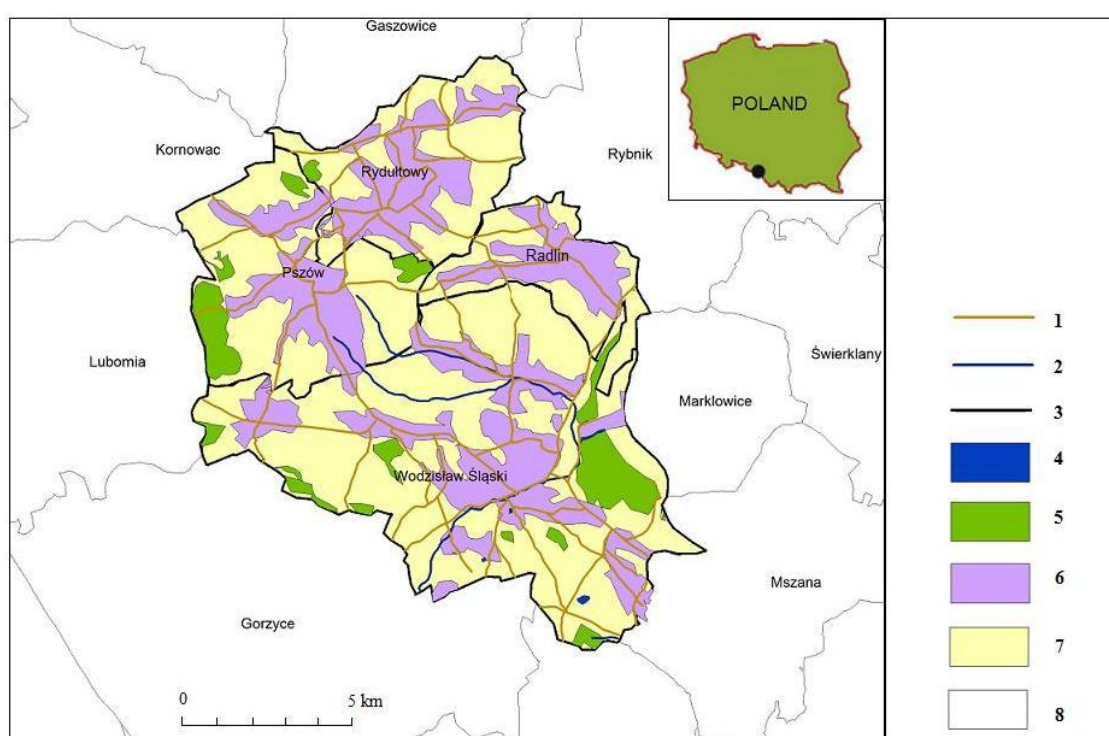 Gaszowice
POLAND
Kornowac
Rybnik
Rydułtowy
Radlin
Pszów
1
Świerklany
Lubomia
2
Marklowice
3
4
Wodzisław Śląski
5
Mszana
6
Gorzyce
7
0 5 km
8